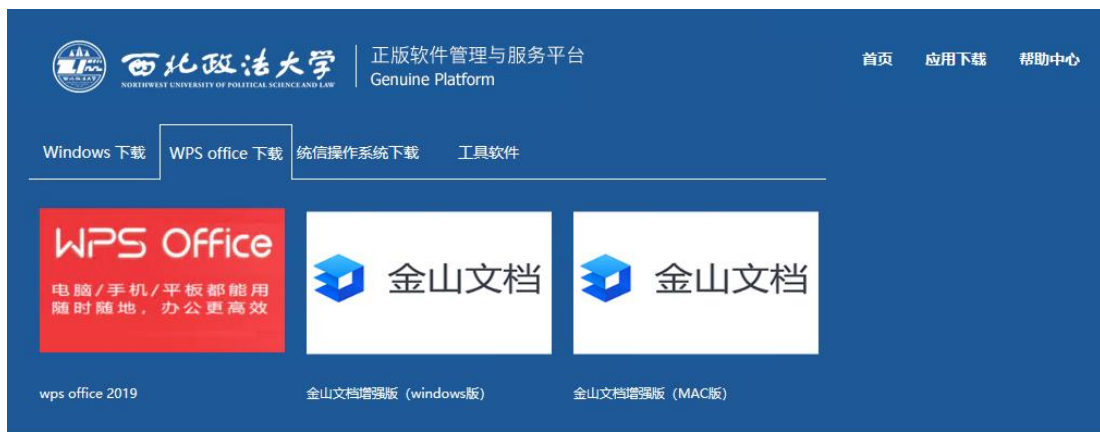 西北政法大学
NORTHWEST UNIVERSITY OF POLITICAL SCIENCE AND LAW
正版软件管理与服务平台
Genuine Platform
首页 应用下载 帮助中心
Windows 下载 WPS office 下载 统信操作系统下载 工具软件
WPS Office
电脑/手机/平板都能用
随时随地，办公更高效
金山文档
金山文档
wps office 2019
金山文档增强版（windows版）
金山文档增强版（MAC版）